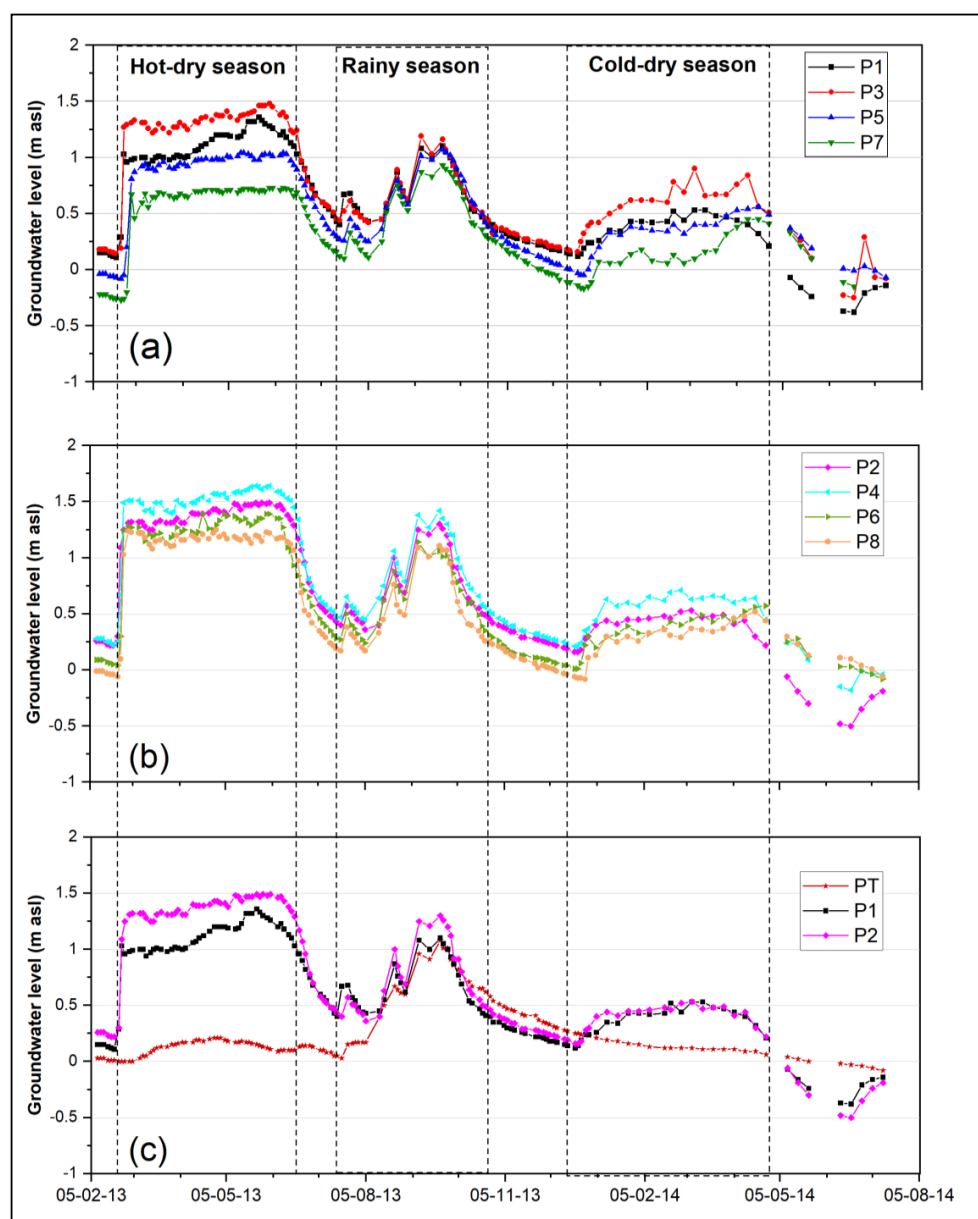 Hot-dry season
Rainy season
Cold-dry season
P1
P3
P5
P7
Groundwater level (m asl)
2
1.5
1
0.5
0
-0.5
-1
(a)
P2
P4
P6
P8
Groundwater level (m asl)
2
1.5
1
0.5
0
-0.5
-1
(b)
PT
P1
P2
Groundwater level (m asl)
2
1.5
1
0.5
0
-0.5
-1
(c)
05-02-13 05-05-13 05-08-13 05-11-13 05-02-14 05-05-14 05-08-14